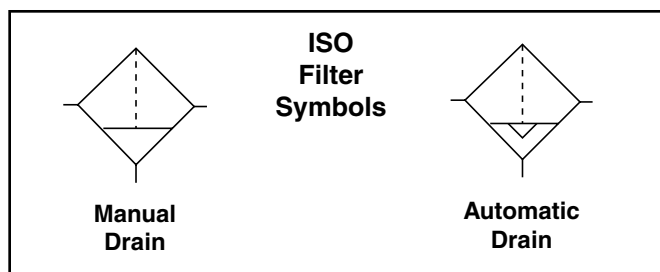 ISO
Filter
Symbols
Manual
Drain
Automatic
Drain